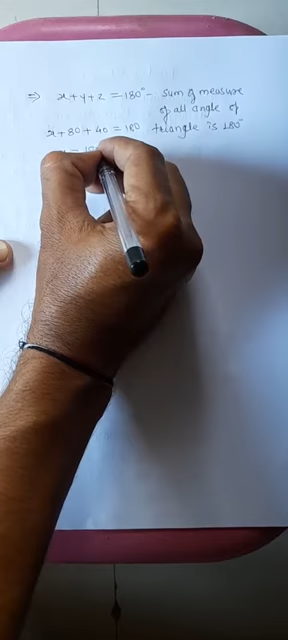 ⇒ x+y+z = 180° - sum of measure
of all angle of
x + 80 + 40 = 180 triangle is 180°